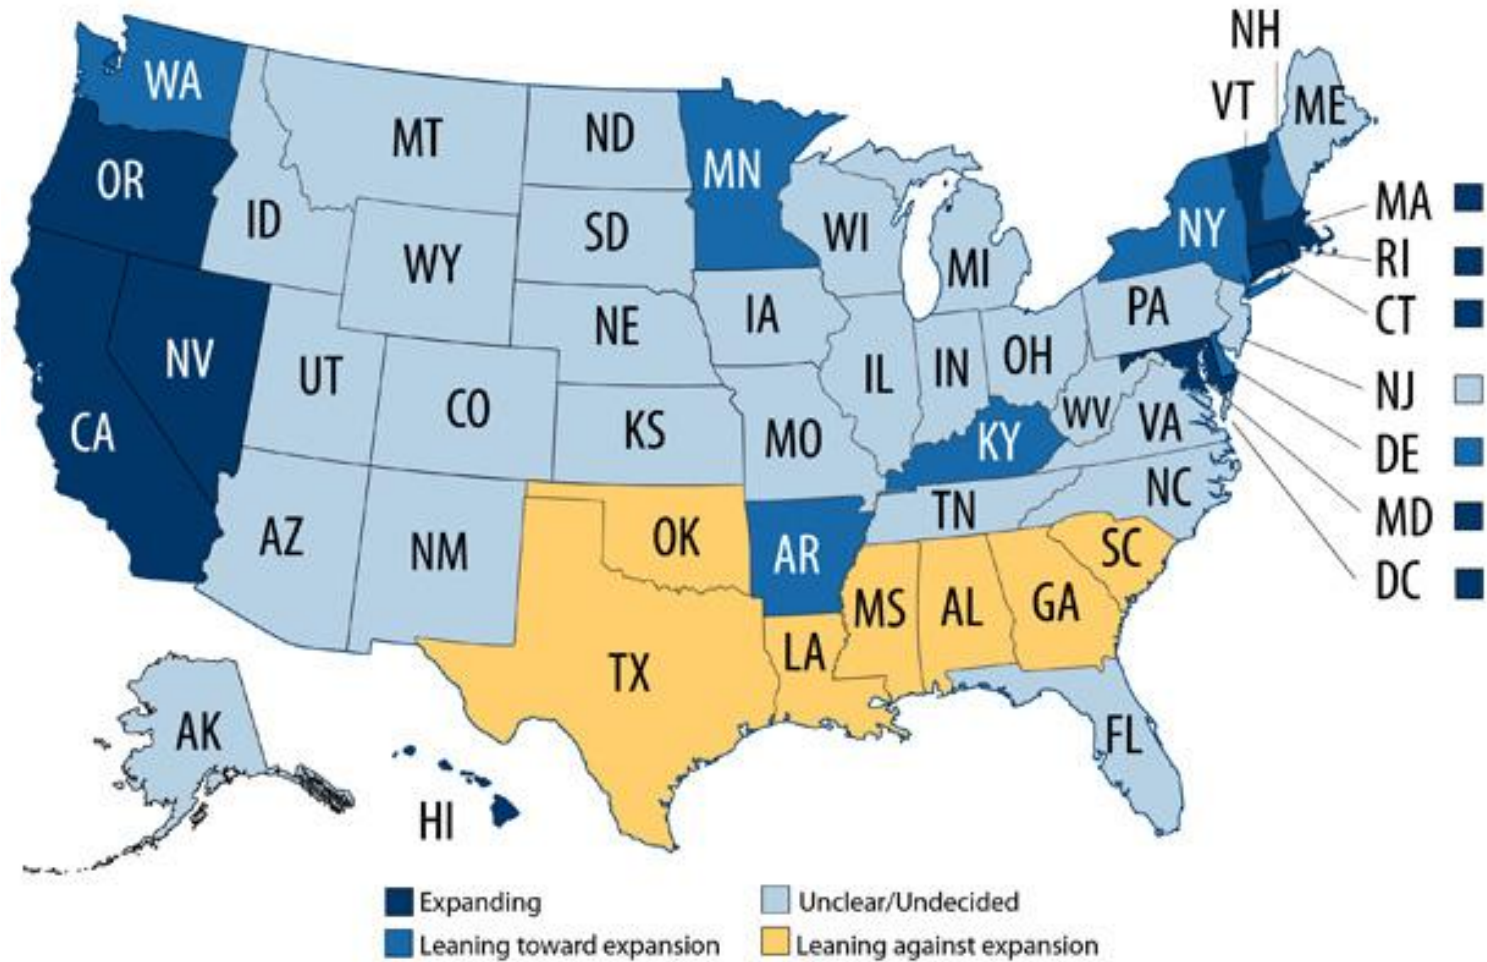 NH
VT
ME
WA
MT
ND
MN
OR
ID
SD
WI
NY
MA
WY
MI
RI
IA
PA
CT
NE
NV
UT
IL
IN
OH
NJ
CO
WV
CA
KS
MO
VA
KY
DE
NC
MD
AZ
NM
OK
AR
TN
SC
DC
MS
AL
GA
TX
LA
AK
FL
HI
Expanding
Unclear/Undecided
Leaning toward expansion
Leaning against expansion